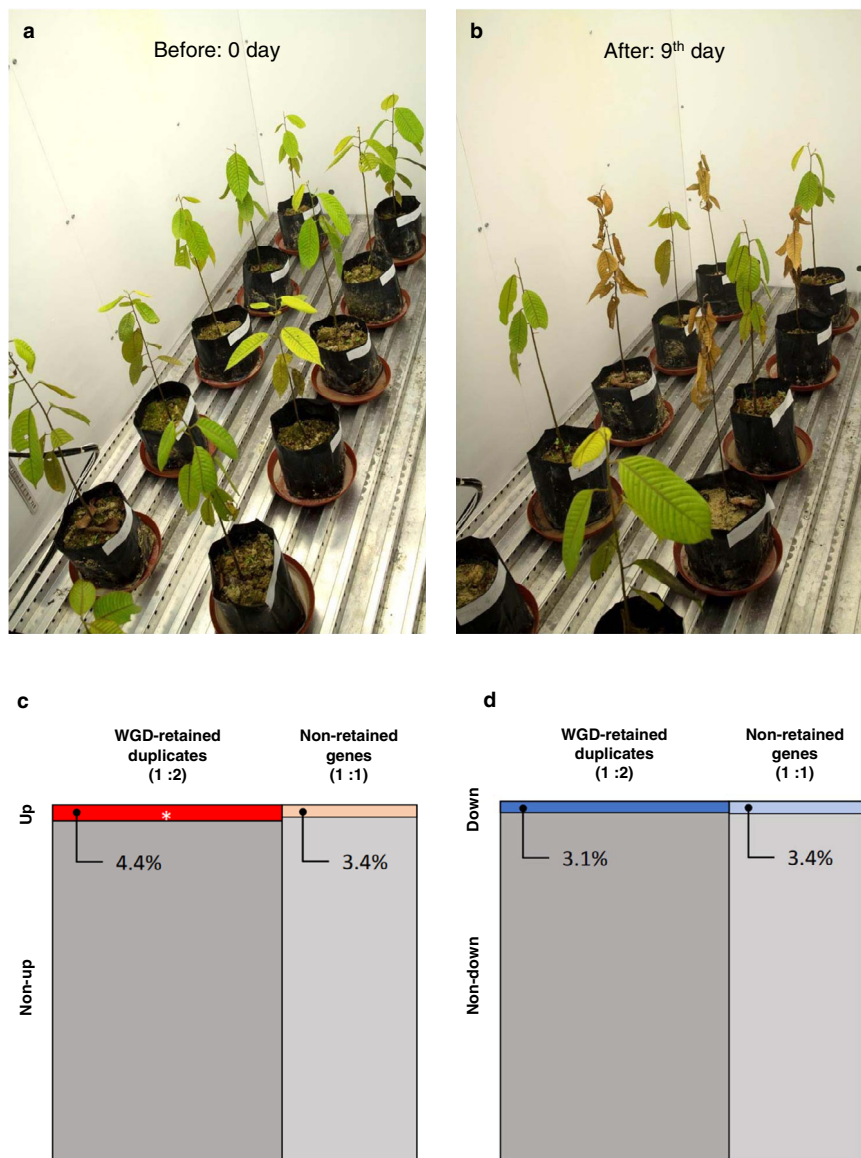 a
Before: 0 day
b
After: 9th day
c
WGD-retained
duplicates
(1 :2)
Non-retained
genes
(1 :1)
Up
*
4.4%
3.4%
Non-up
d
WGD-retained
duplicates
(1 :2)
Non-retained
genes
(1 :1)
Down
3.1%
3.4%
Non-down